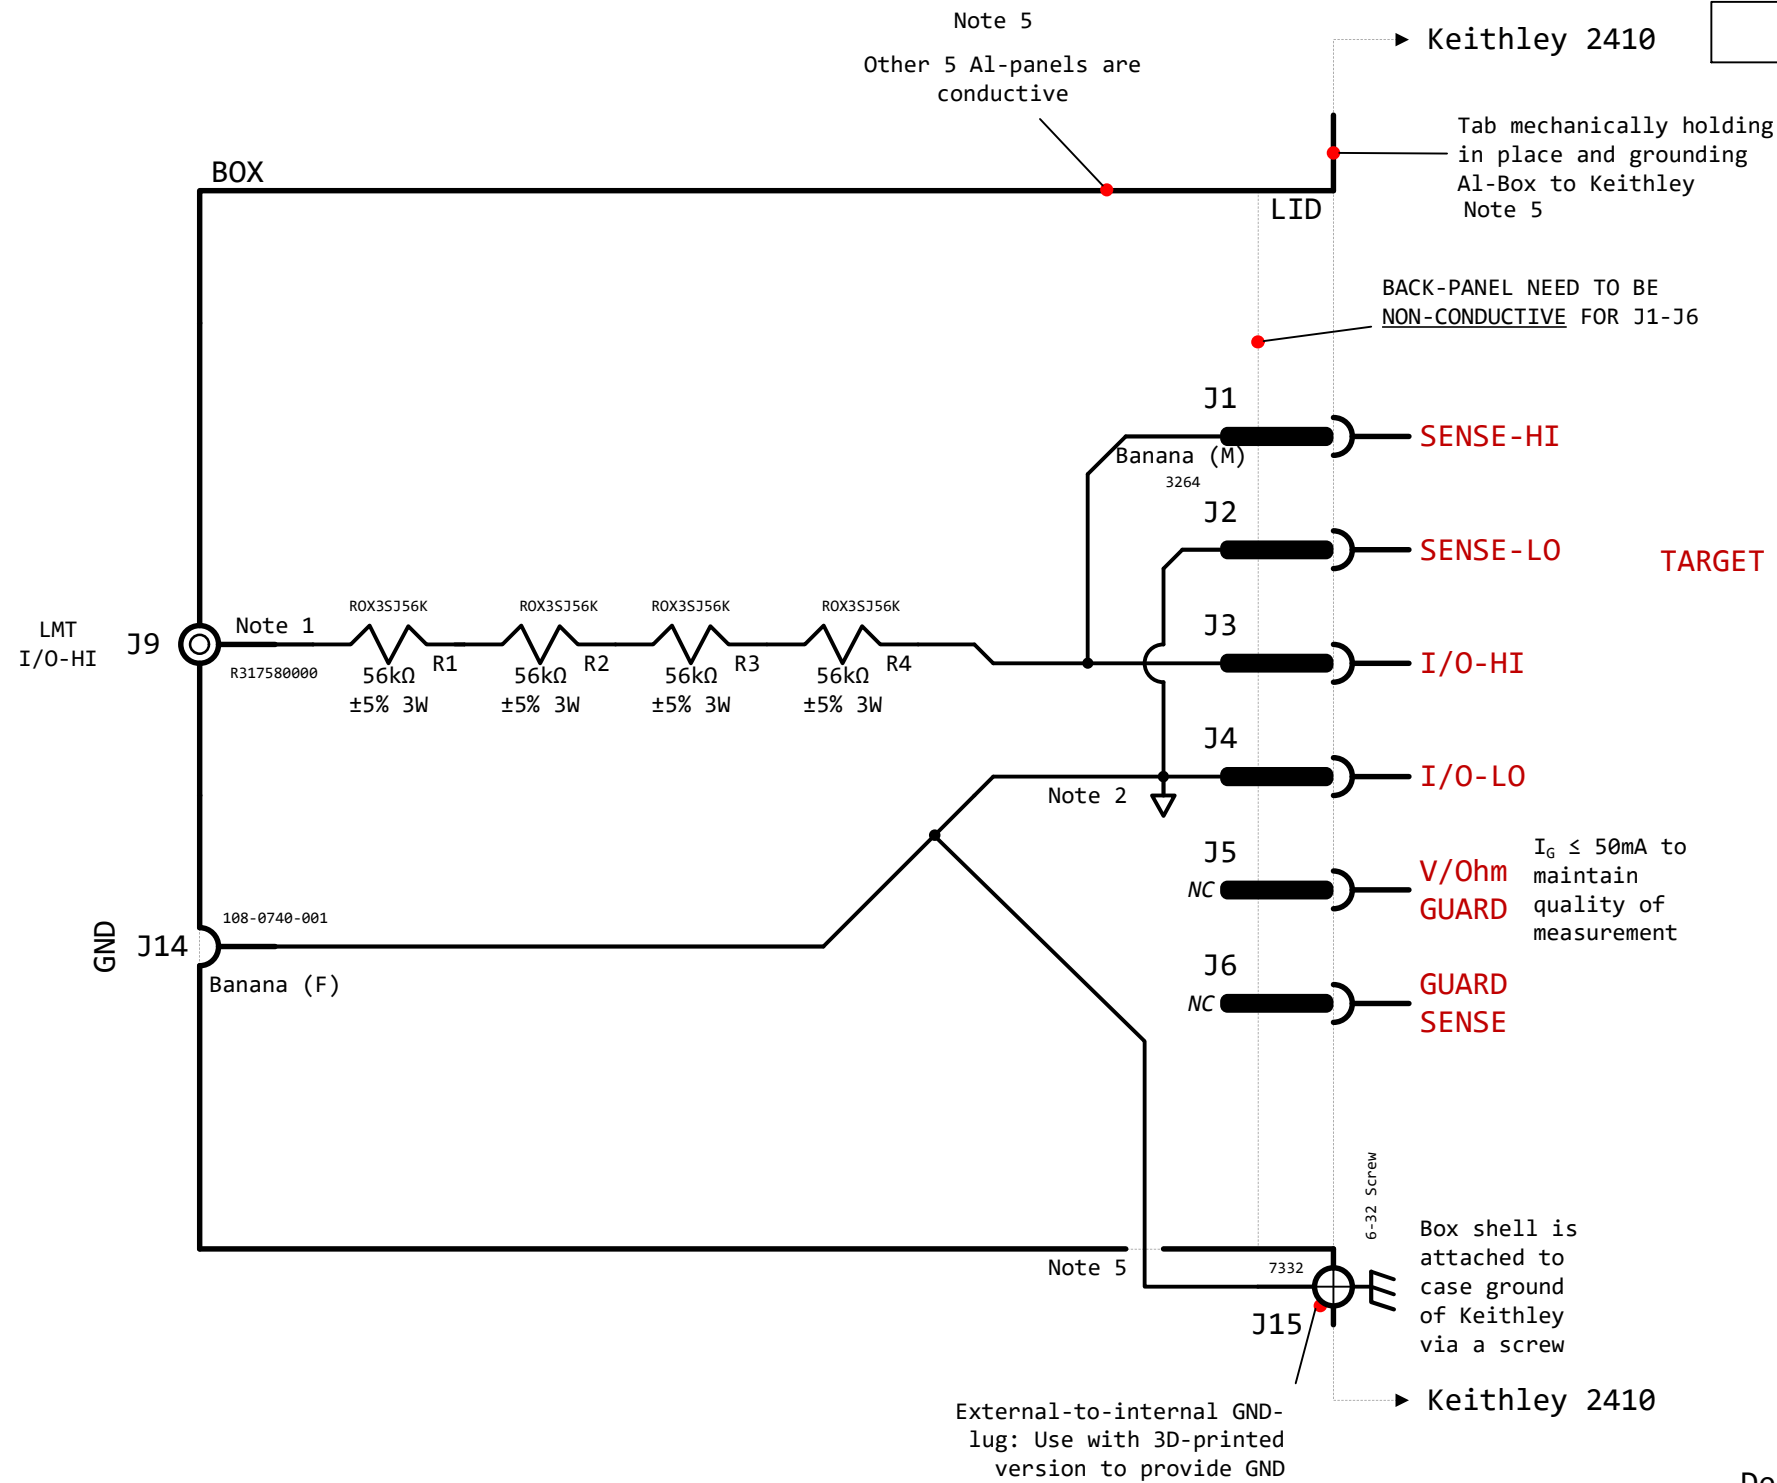 Note 5
Other 5 Al-panels are
conductive
Keithley 2410
Tab mechanically holding
in place and grounding
Al-Box to Keithley
Note 5
BOX
LID
BACK-PANEL NEED TO BE
NON-CONDUCTIVE FOR J1-J6
J1
SENSE-HI
Banana (M)
3264
J2
SENSE-LO
TARGET
LMT
I/O-HI
J9
Note 1
R317580000
ROX3SJ56K
ROX3SJ56K
ROX3SJ56K
ROX3SJ56K
R1
R2
R3
R4
56kΩ
±5% 3W
56kΩ
±5% 3W
56kΩ
±5% 3W
56kΩ
±5% 3W
J3
I/O-HI
J4
I/O-LO
Note 2
J5
NC
V/Ohm
GUARD
I_G ≤ 50mA to
maintain
quality of
measurement
GND
J14
108-0740-001
Banana (F)
J6
NC
GUARD
SENSE
6-32 Screw
Note 5
7332
J15
Box shell is
attached to
case ground
of Keithley
via a screw
Keithley 2410
External-to-internal GND-
lug: Use with 3D-printed
version to provide GND